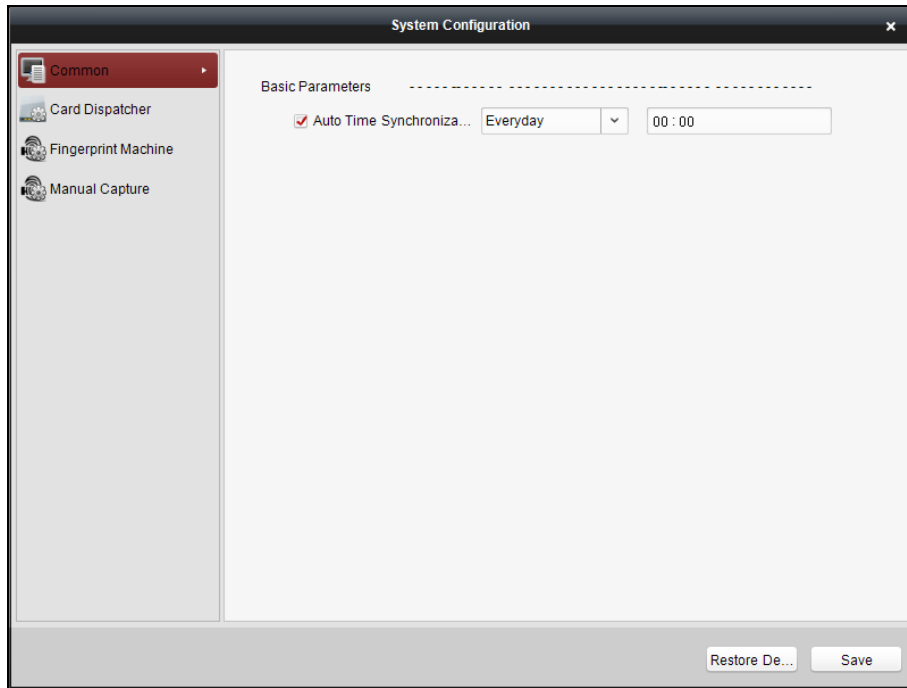 System Configuration
Common
Card Dispatcher
Fingerprint Machine
Manual Capture
Basic Parameters
Auto Time Synchroniza... Everyday 00 : 00
Restore De... Save